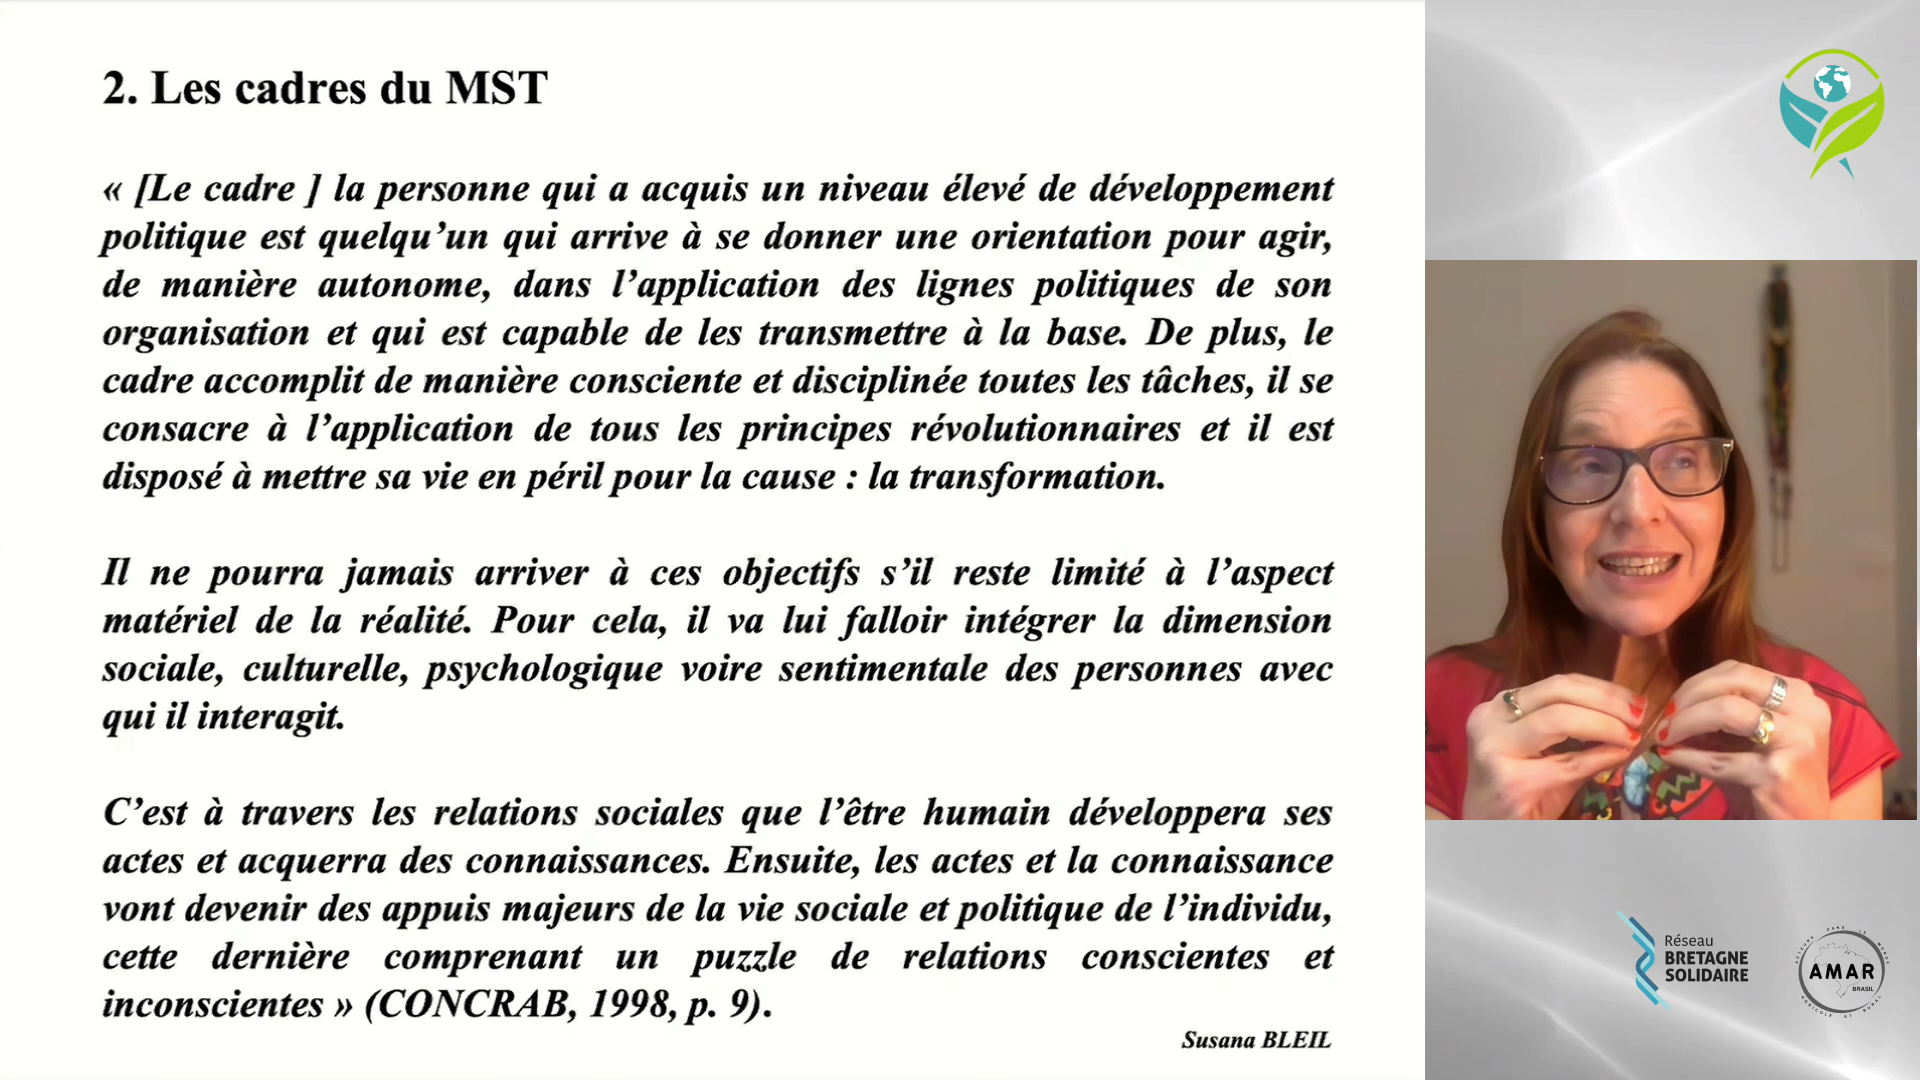 2. Les cadres du MST
« [Le cadre ] la personne qui a acquis un niveau élevé de développement
politique est quelqu’un qui arrive à se donner une orientation pour agir,
de manière autonome, dans l’application des lignes politiques de son
organisation et qui est capable de les transmettre à la base. De plus, le
cadre accomplit de manière consciente et disciplinée toutes les tâches, il se
consacre à l’application de tous les principes révolutionnaires et il est
disposé à mettre sa vie en péril pour la cause : la transformation.
Il ne pourra jamais arriver à ces objectifs s’il reste limité à l’aspect
matériel de la réalité. Pour cela, il va lui falloir intégrer la dimension
sociale, culturelle, psychologique voire sentimentale des personnes avec
qui il interagit.
C’est à travers les relations sociales que l’être humain développera ses
actes et acquerra des connaissances. Ensuite, les actes et la connaissance
vont devenir des appuis majeurs de la vie sociale et politique de l’individu,
cette dernière comprenant un puzzle de relations conscientes et
inconscientes » (CONCRAB, 1998, p. 9).
Susana BLEIL
Réseau
BRETAGNE
SOLIDAIRE
AMAR
BRASIL